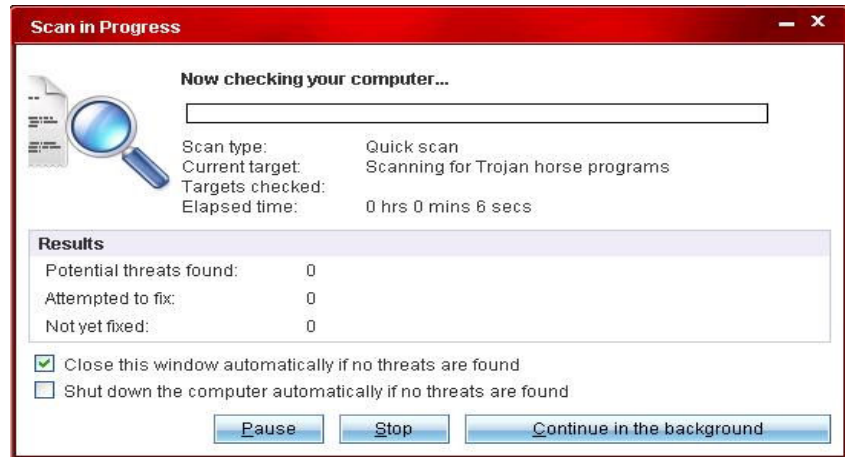 Scan in Progress
Now checking your computer...
Scan type: Quick scan
Current target: Scanning for Trojan horse programs
Targets checked:
Elapsed time: 0 hrs 0 mins 6 secs
Results
Potential threats found: 0
Attempted to fix: 0
Not yet fixed: 0
Close this window automatically if no threats are found
Shut down the computer automatically if no threats are found
Pause Stop Continue in the background